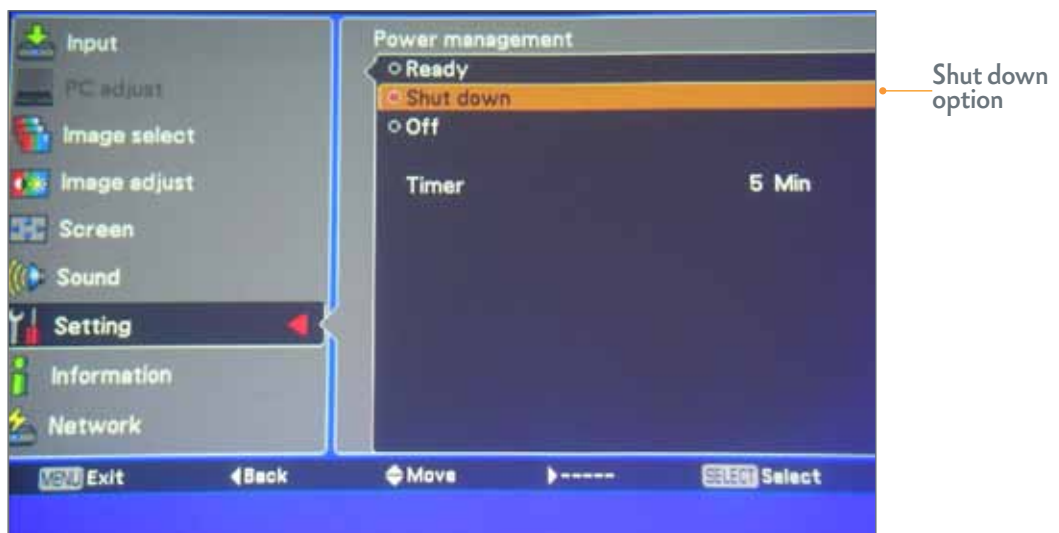 Input
PC adjust
Image select
Image adjust
Screen
Sound
Setting
Information
Network
Power management
Ready
Shut down
Off
Timer 5 Min
MENU Exit Back Move ----- SELECT Select
Shut down
option